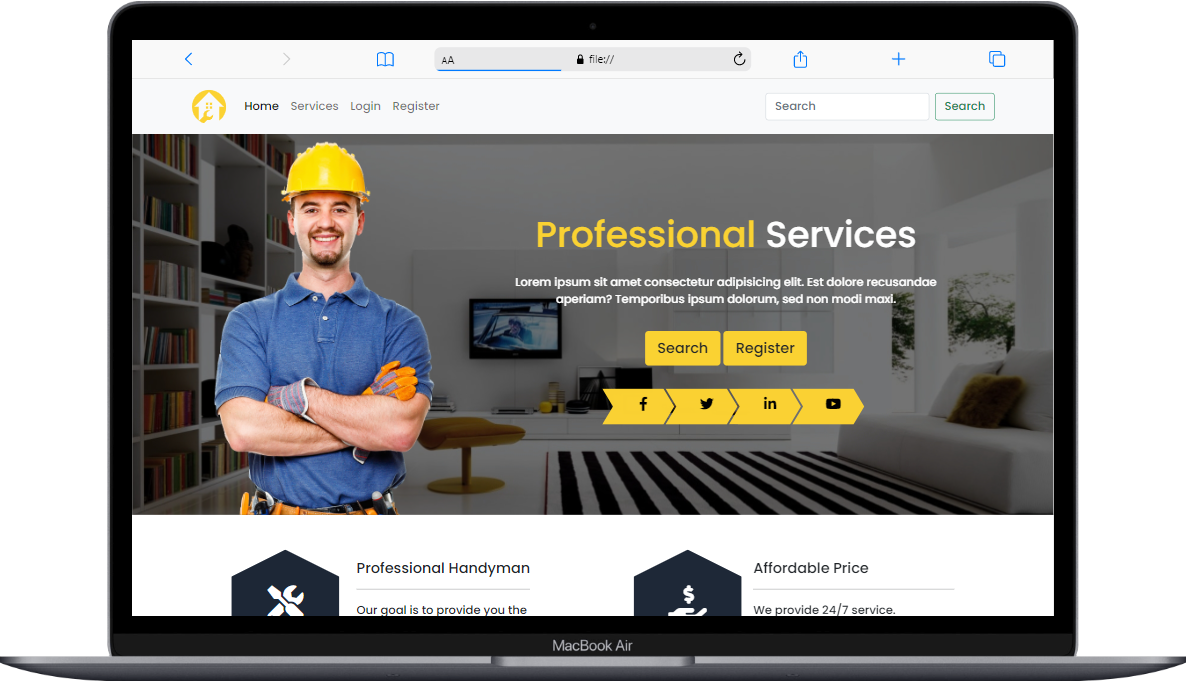 AA
file://
Home Services Login Register
Search
Search
Professional Services
Lorem ipsum sit amet consectetur adipisicing elit. Est dolore recusandae
aperiam? Temporibus ipsum dolorum, sed non modi maxi.
Search Register
f in
Professional Handyman
Our goal is to provide you the
Affordable Price
$
We provide 24/7 service.
MacBook Air